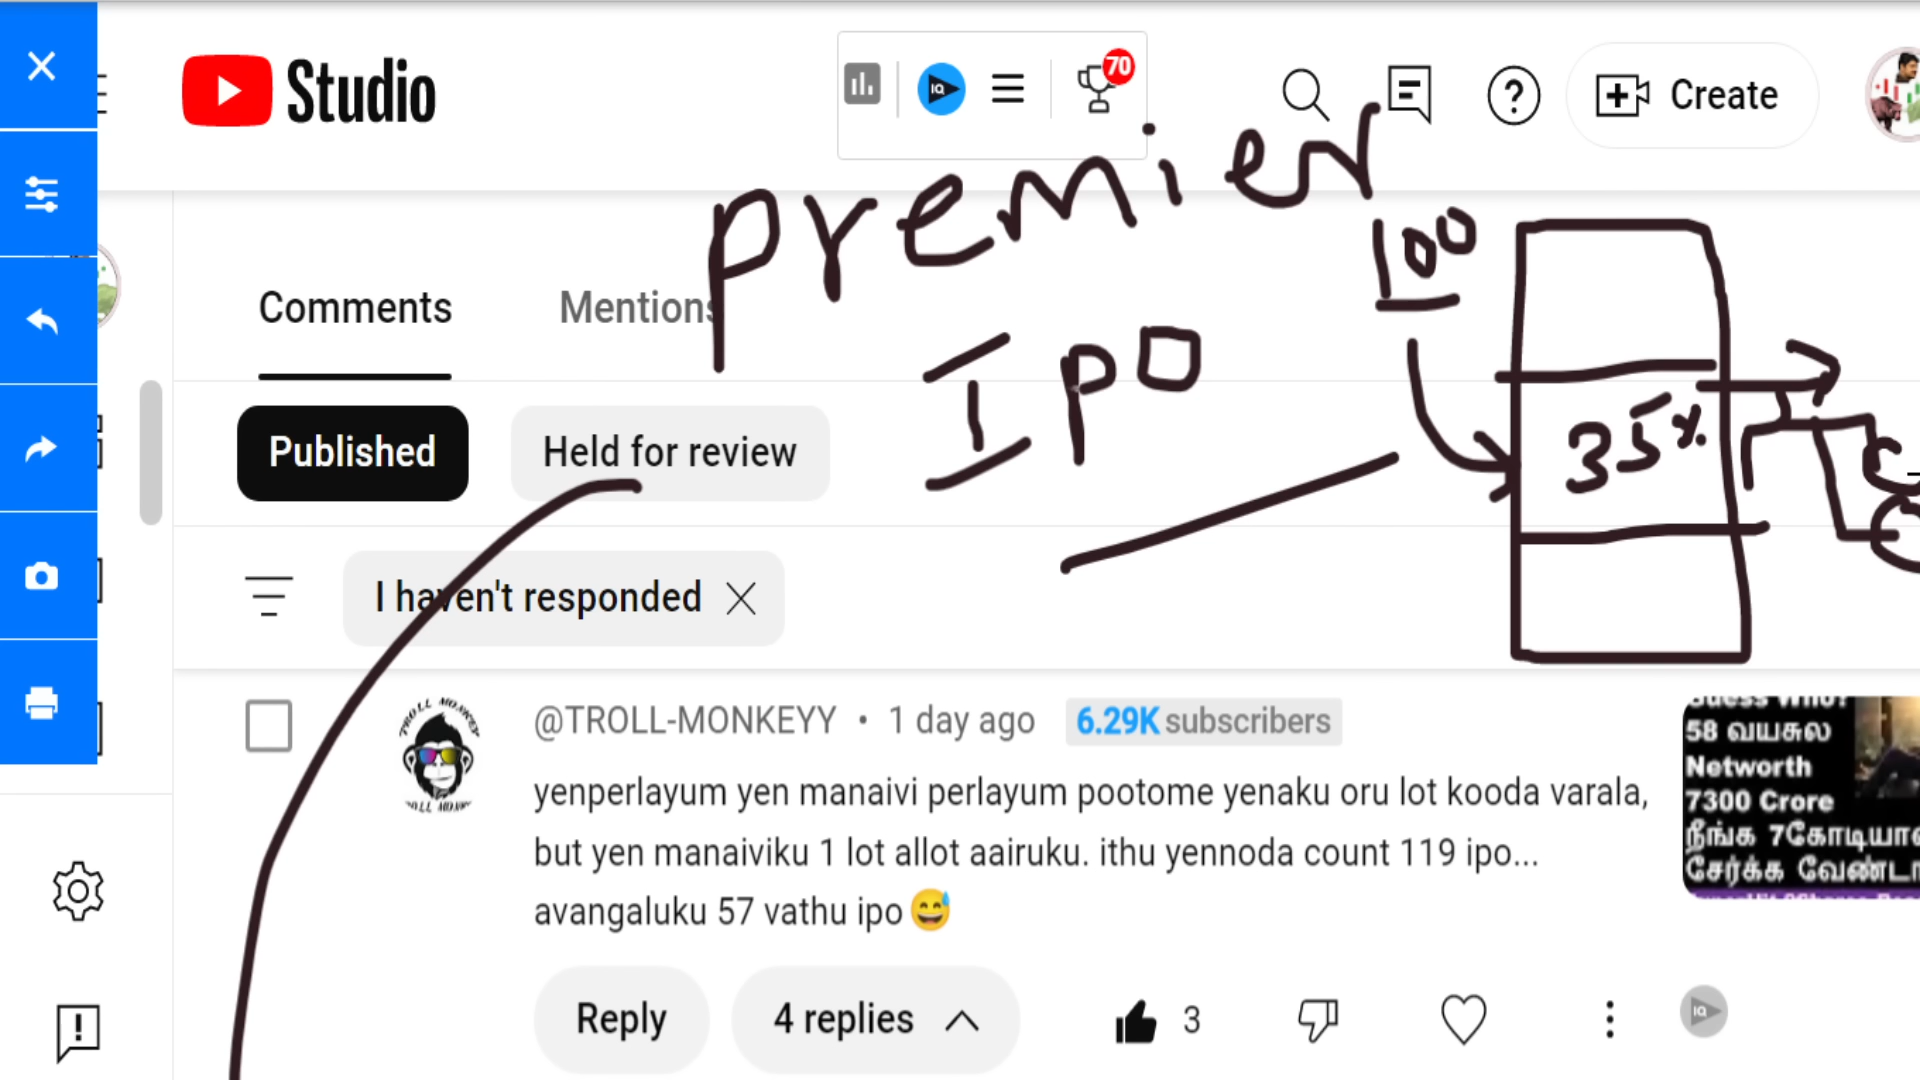 Studio
70
Create
premier
100
Comments
Mentions
IPO
35%
Published
Held for review
I haven't responded
@TROLL-MONKEYY • 1 day ago 6.29K subscribers
yenperlayum yen manaivi perlayum pootome yenaku oru lot kooda varala,
but yen manaiviku 1 lot allot aairuku. ithu yennoda count 119 ipo...
avangaluku 57 vathu ipo😅
58 வயசுல
Networth
7300 Crore
நீங்க
சேர்க்க
Reply
4 replies
3